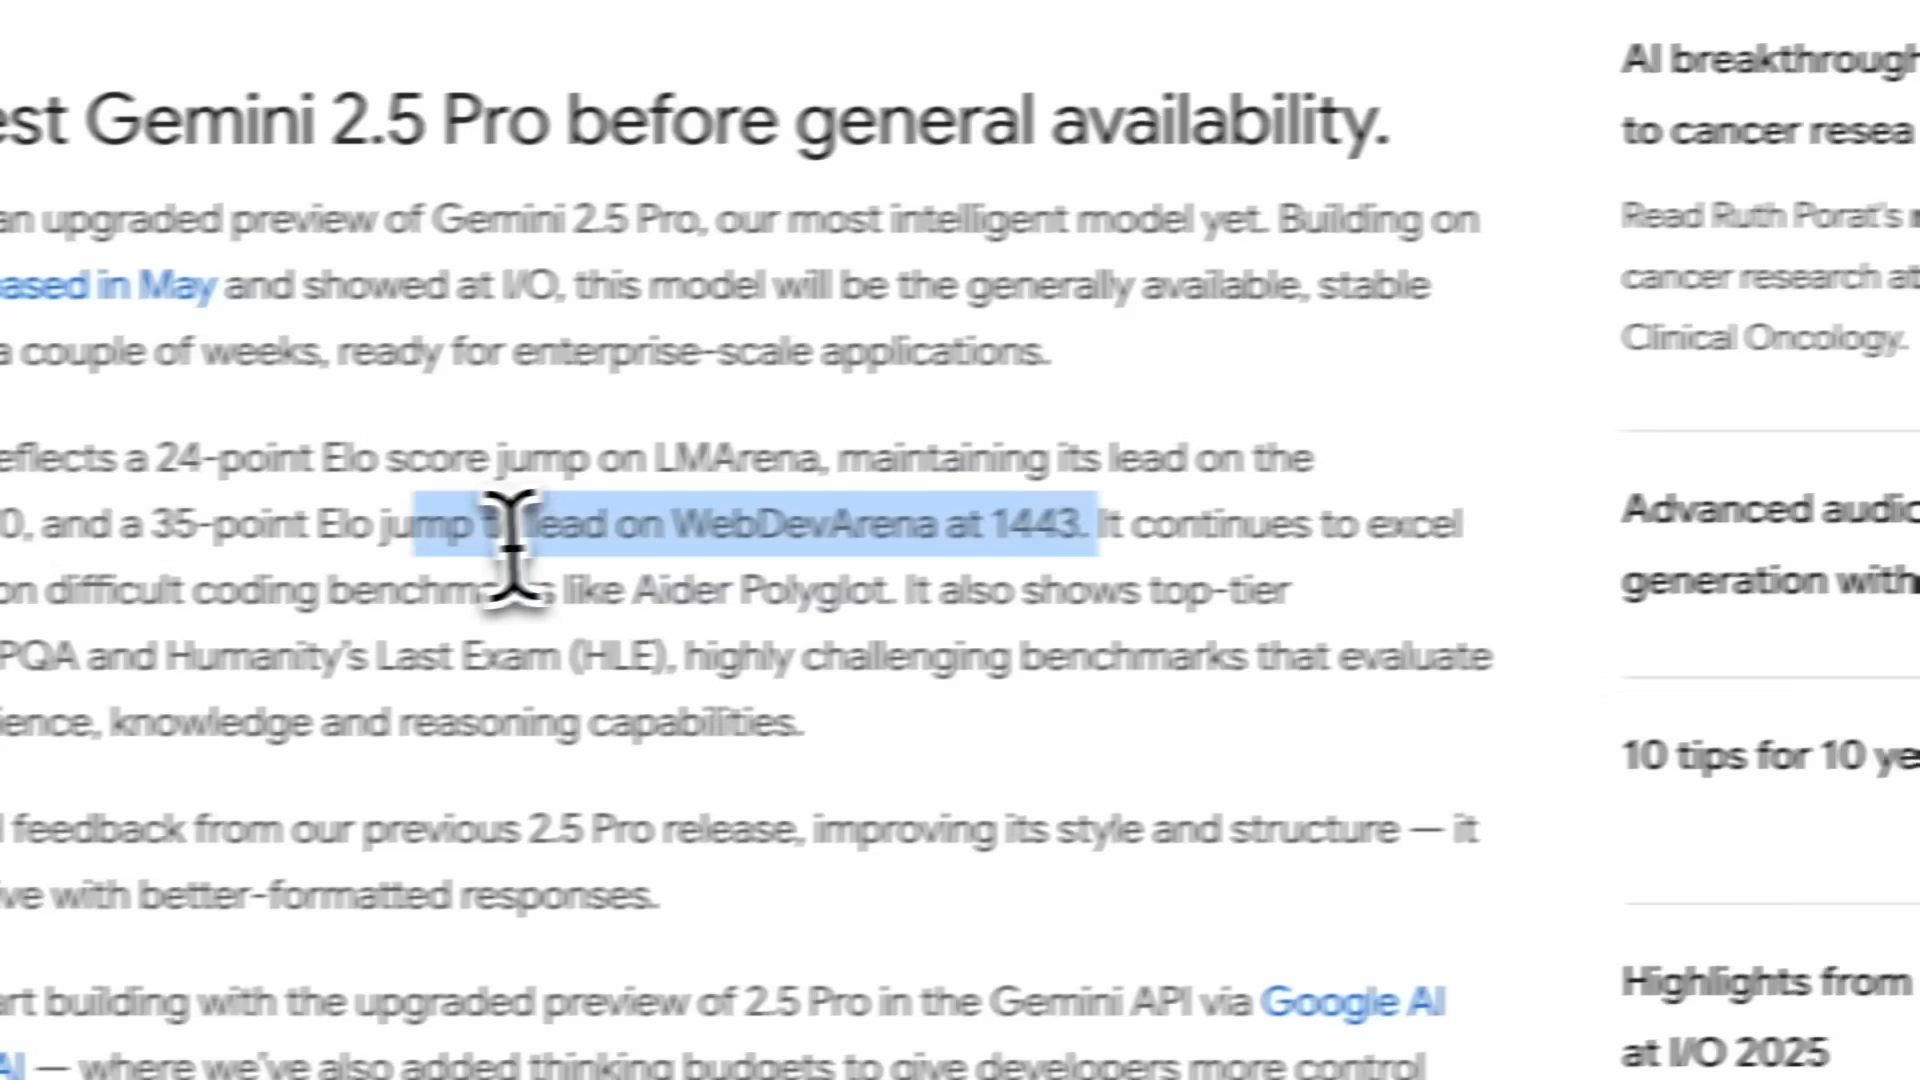 est Gemini 2.5 Pro before general availability.
an upgraded preview of Gemini 2.5 Pro, our most intelligent model yet. Building on
ased in May and showed at I/O, this model will be the generally available, stable
a couple of weeks, ready for enterprise-scale applications.
eflects a 24-point Elo score jump on LMArena, maintaining its lead on the
0, and a 35-point Elo jump lead on WebDevArena at 1443. It continues to excel
on difficult coding benchmarks like Aider Polyglot. It also shows top-tier
PQA and Humanity's Last Exam (HLE), highly challenging benchmarks that evaluate
ience, knowledge and reasoning capabilities.
feedback from our previous 2.5 Pro release, improving its style and structure — it
ive with better-formatted responses.
art building with the upgraded preview of 2.5 Pro in the Gemini API via Google AI
AI — where we've also added thinking budgets to give developers more control
AI breakthrough
to cancer resea
Read Ruth Porat's
cancer research at
Clinical Oncology.
Advanced audio
generation with
10 tips for 10 ye
Highlights from
at I/O 2025